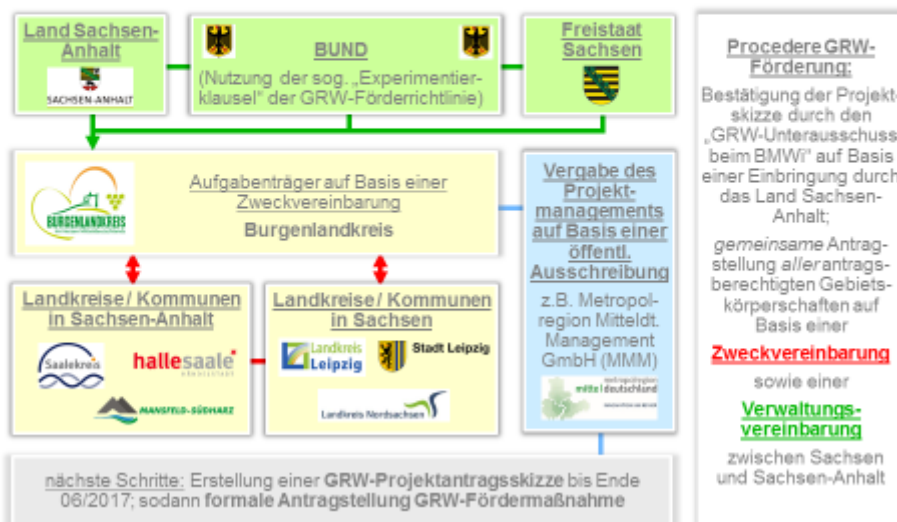 Land Sachsen-
Anhalt
SACHSEN-ANHALT
BUND
(Nutzung der sog. „Experimentier-
klausel" der GRW-Förderrichtlinie)
Freistaat
Sachsen
BURGENLANDKREIS
Aufgabenträger auf Basis einer
Zweckvereinbarung
Burgenlandkreis
Landkreise/ Kommunen
in Sachsen-Anhalt
Saalekreis
hallesaale*
HÄNDELSTADT
MANSFELD-SÜDHARZ
Landkreise/ Kommunen
in Sachsen
Landkreis
Leipzig
Stadt Leipzig
Landkreis Nordsachsen
Vergabe des
Projekt-
managements
auf Basis einer
öffentl.
Ausschreibung
z.B. Metropol-
region Mitteldt.
Management
GmbH (MMM)
metropolregion
mitteldeutschland
nächste Schritte: Erstellung einer GRW-Projektantragsskizze bis Ende
06/2017; sodann formale Antragstellung GRW-Fördermaßnahme
Procedere GRW-
Förderung:
Bestätigung der Projekt-
skizze durch den
„GRW-Unterausschuss
beim BMWi" auf Basis
einer Einbringung durch
das Land Sachsen-
Anhalt;
gemeinsame Antrag-
stellung aller antrags-
berechtigten Gebiets-
körperschaften auf
Basis einer
Zweckvereinbarung
sowie einer
Verwaltungs-
vereinbarung
zwischen Sachsen
und Sachsen-Anhalt